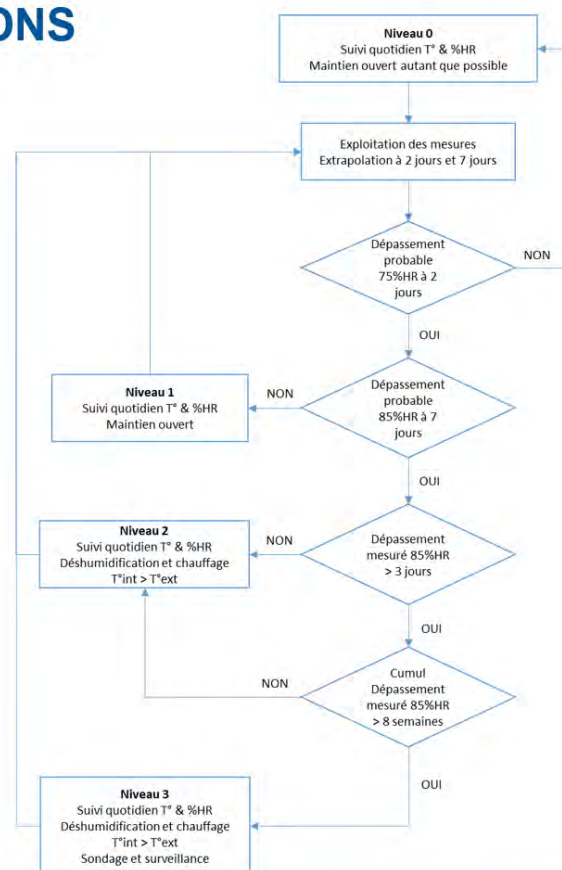 ONS
Niveau 0
Suivi quotidien T° & %HR
Maintien ouvert autant que possible
Exploitation des mesures
Extrapolation à 2 jours et 7 jours
Dépassement
probable
75%HR à 2
jours
NON
OUI
Dépassement
probable
85%HR à 7
jours
NON
Niveau 1
Suivi quotidien T° & %HR
Maintien ouvert
OUI
Dépassement
mesuré 85%HR
> 3 jours
NON
Niveau 2
Suivi quotidien T° & %HR
Déshumidification et chauffage
T°int > T°ext
OUI
Cumul
Dépassement
mesuré 85%HR
> 8 semaines
NON
OUI
Niveau 3
Suivi quotidien T° & %HR
Déshumidification et chauffage
T°int > T°ext
Sondage et surveillance